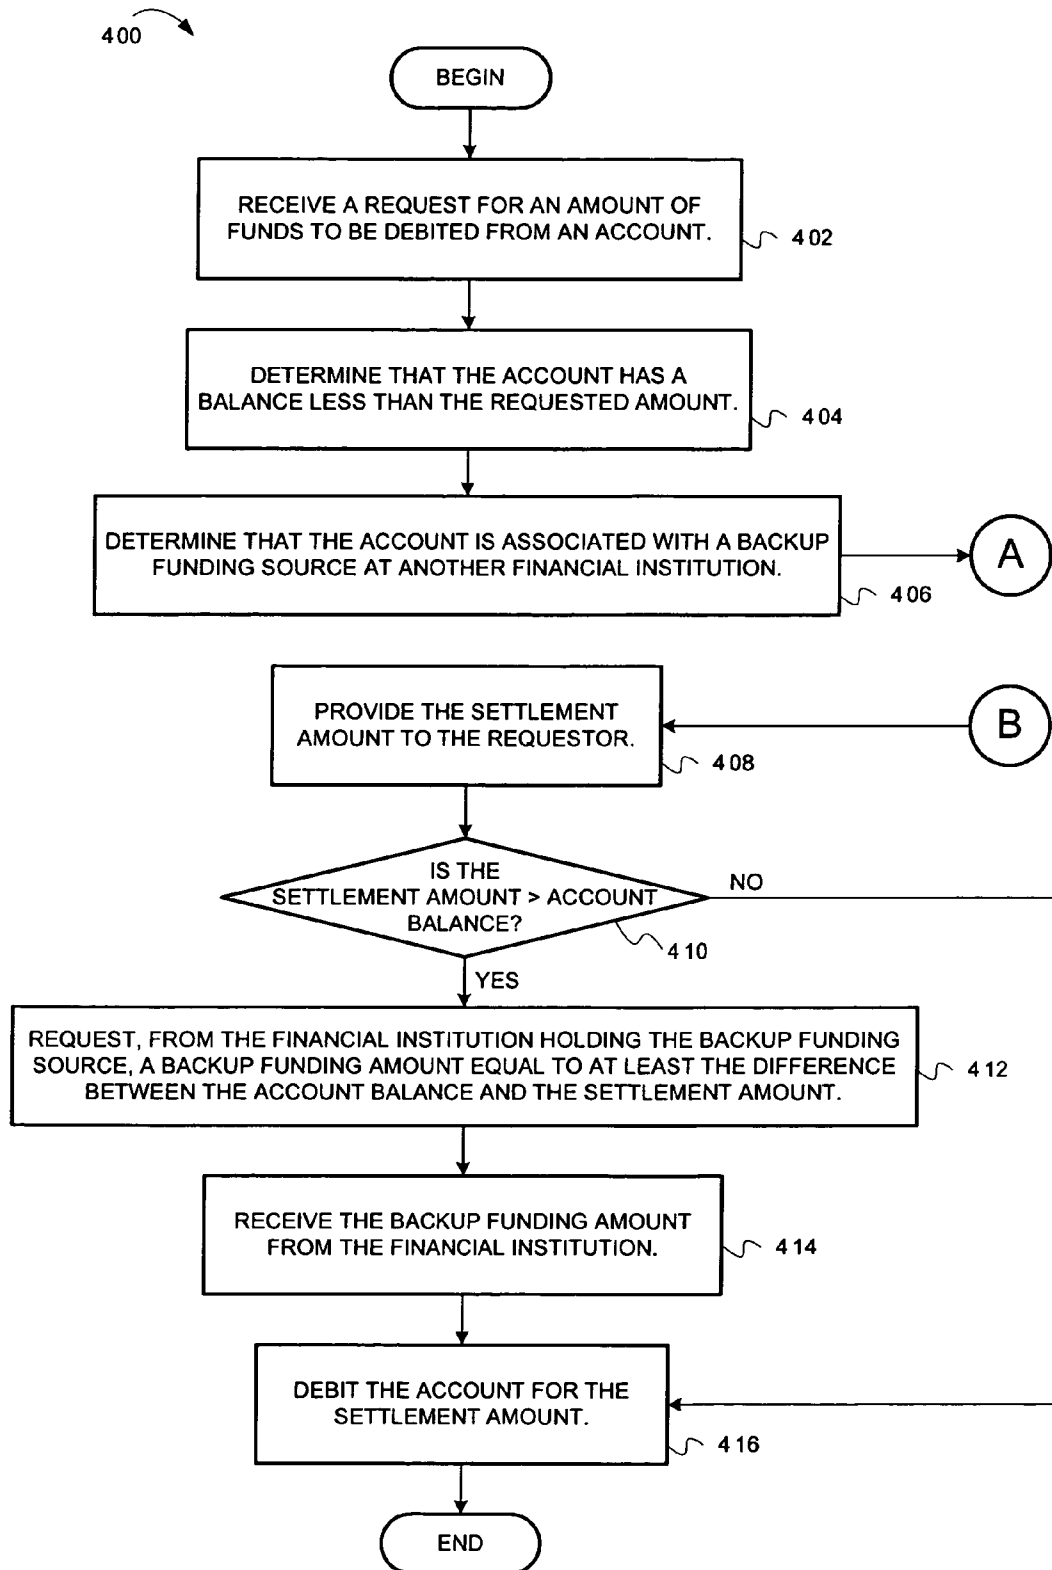 400
BEGIN
RECEIVE A REQUEST FOR AN AMOUNT OF
FUNDS TO BE DEBITED FROM AN ACCOUNT.
402
DETERMINE THAT THE ACCOUNT HAS A
BALANCE LESS THAN THE REQUESTED AMOUNT.
404
DETERMINE THAT THE ACCOUNT IS ASSOCIATED WITH A BACKUP
FUNDING SOURCE AT ANOTHER FINANCIAL INSTITUTION.
406
A
PROVIDE THE SETTLEMENT
AMOUNT TO THE REQUESTOR.
408
B
IS THE
SETTLEMENT AMOUNT > ACCOUNT
BALANCE?
410
NO
YES
REQUEST, FROM THE FINANCIAL INSTITUTION HOLDING THE BACKUP FUNDING
SOURCE, A BACKUP FUNDING AMOUNT EQUAL TO AT LEAST THE DIFFERENCE
BETWEEN THE ACCOUNT BALANCE AND THE SETTLEMENT AMOUNT.
412
RECEIVE THE BACKUP FUNDING AMOUNT
FROM THE FINANCIAL INSTITUTION.
414
DEBIT THE ACCOUNT FOR THE
SETTLEMENT AMOUNT.
416
END